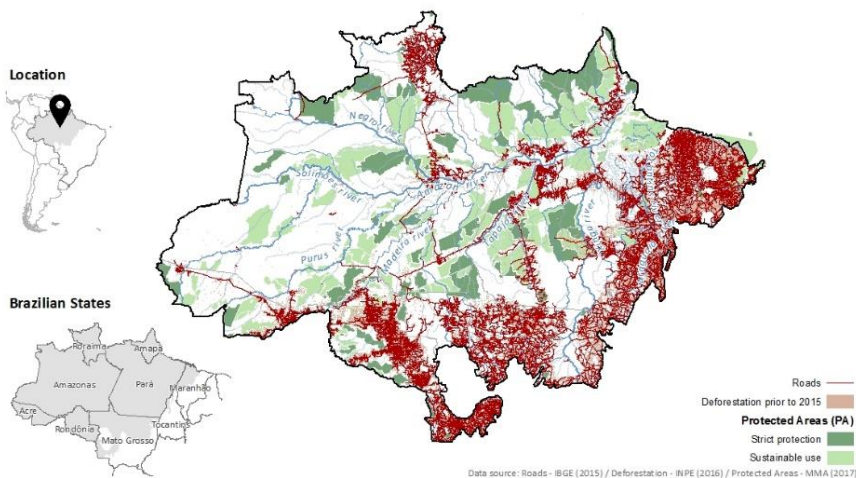 Location
Brazilian States
Roraima
Amapá
Amazonas
Pará
Maranhão
Acre
Rondônia
Tocantins
Mato Grosso
Negro river
Solimões river
Amazon river
Purus river
Madeira river
Tapajós river
river
Roads
Deforestation prior to 2015
Protected Areas (PA)
Strict protection
Sustainable use
Data source: Roads - IBGE (2015) / Deforestation - INPE (2016) / Protected Areas - MMA (2017)